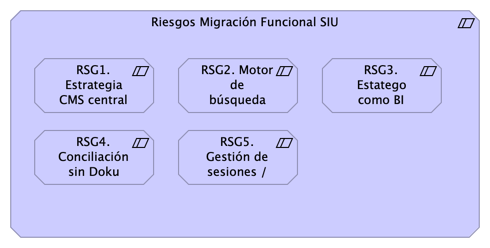 Riesgos Migración Funcional SIU
RSG1.
Estrategia
CMS central
RSG2. Motor
de
búsqueda
RSG3.
Estatego
como BI
RSG4.
Conciliación
sin Doku
RSG5.
Gestión de
sesiones /